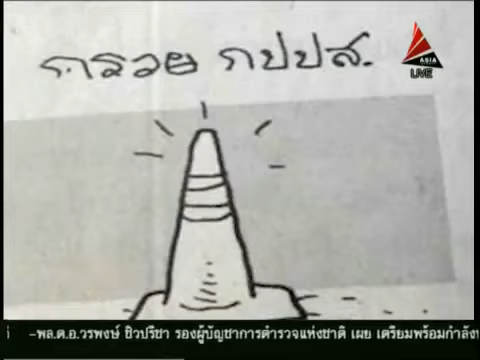 กรวย กปปส.
ASIA
LIVE
-พล.ต.อ.วรพงษ์ ชิวปรีชา รองผู้บัญชาการตำรวจแห่งชาติ เผย เตรียมพร้อมกำลัง